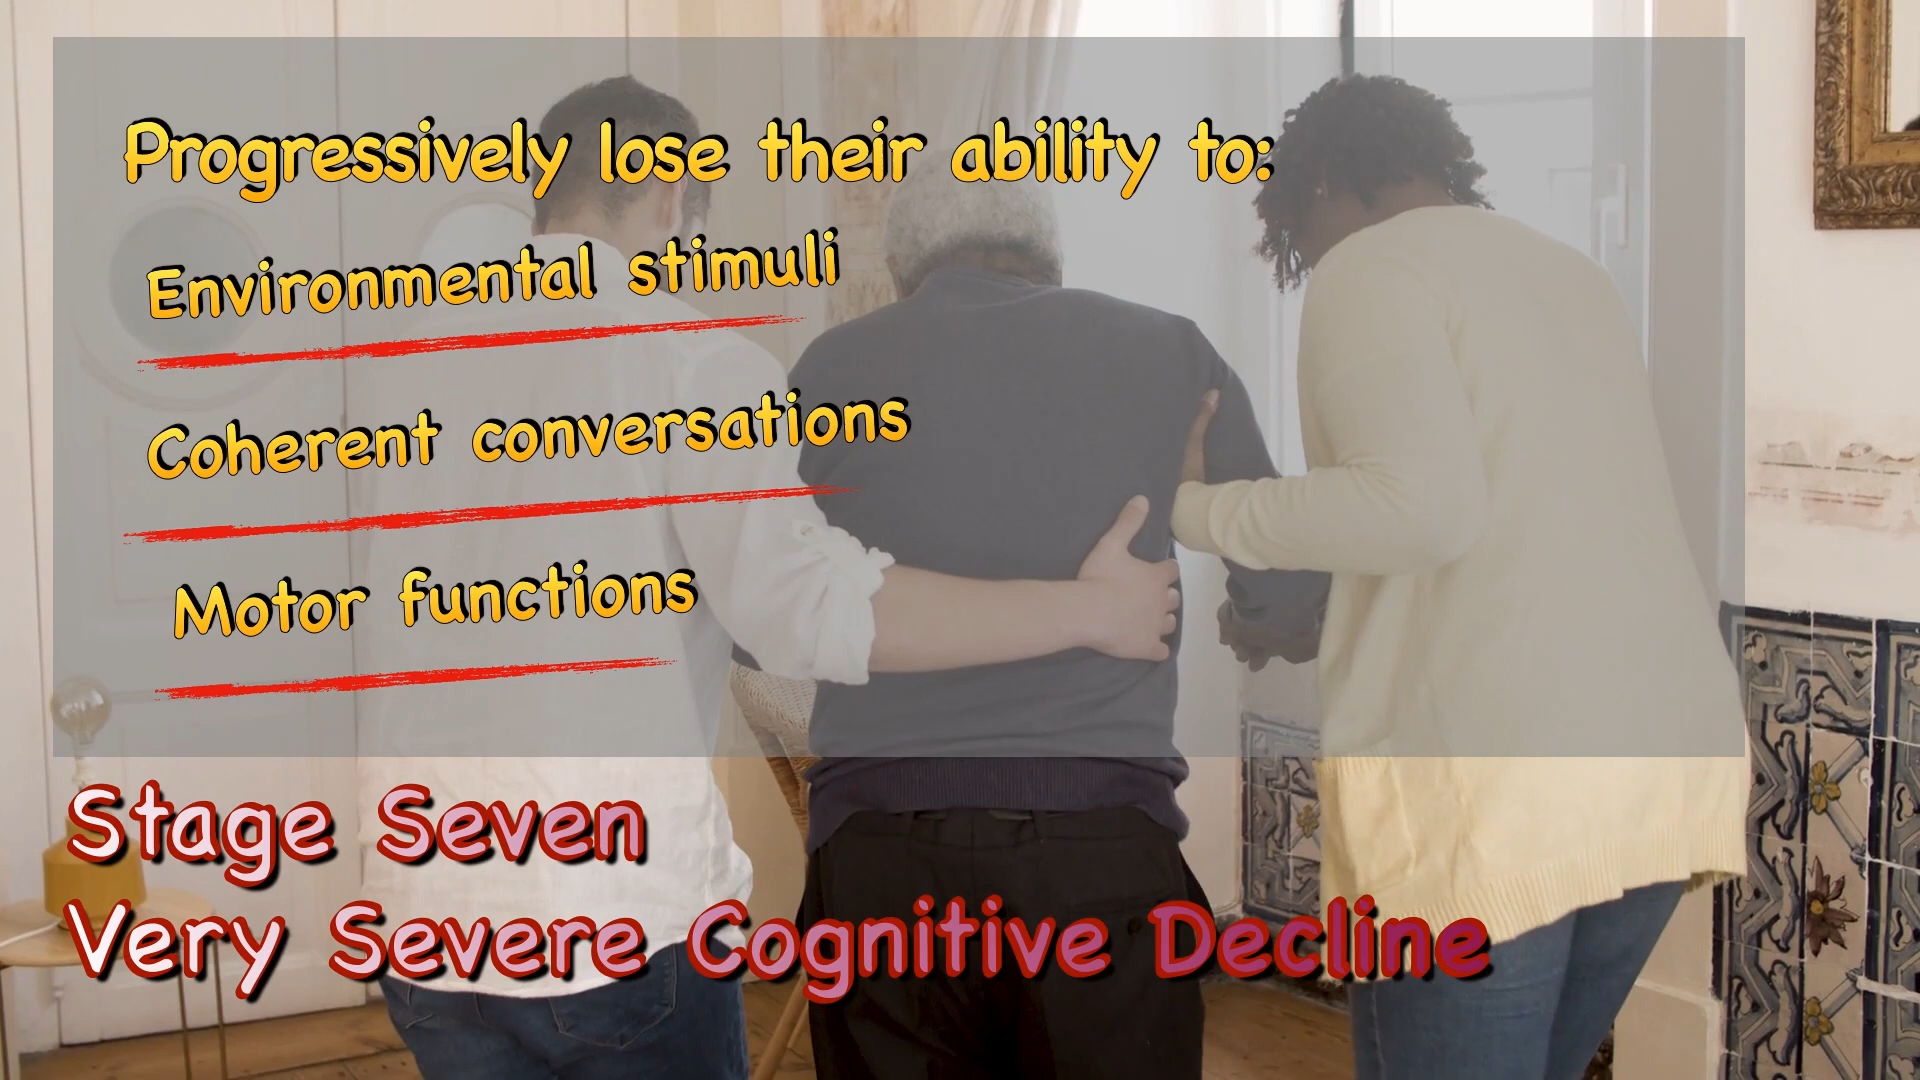 Progressively lose their ability to:
Environmental stimuli
Coherent conversations
Motor functions
Stage Seven
Very Severe Cognitive Decline